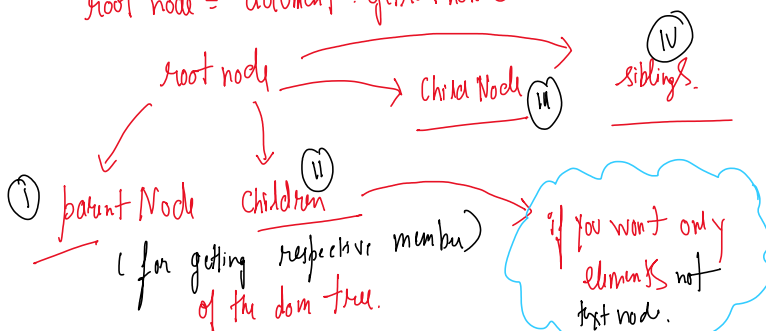 root node =
root node
IV
siblings.
Child Node III
I parent Node
children II
(for getting respective member)
of the dom tree.
if you want only
elements not
text nod.